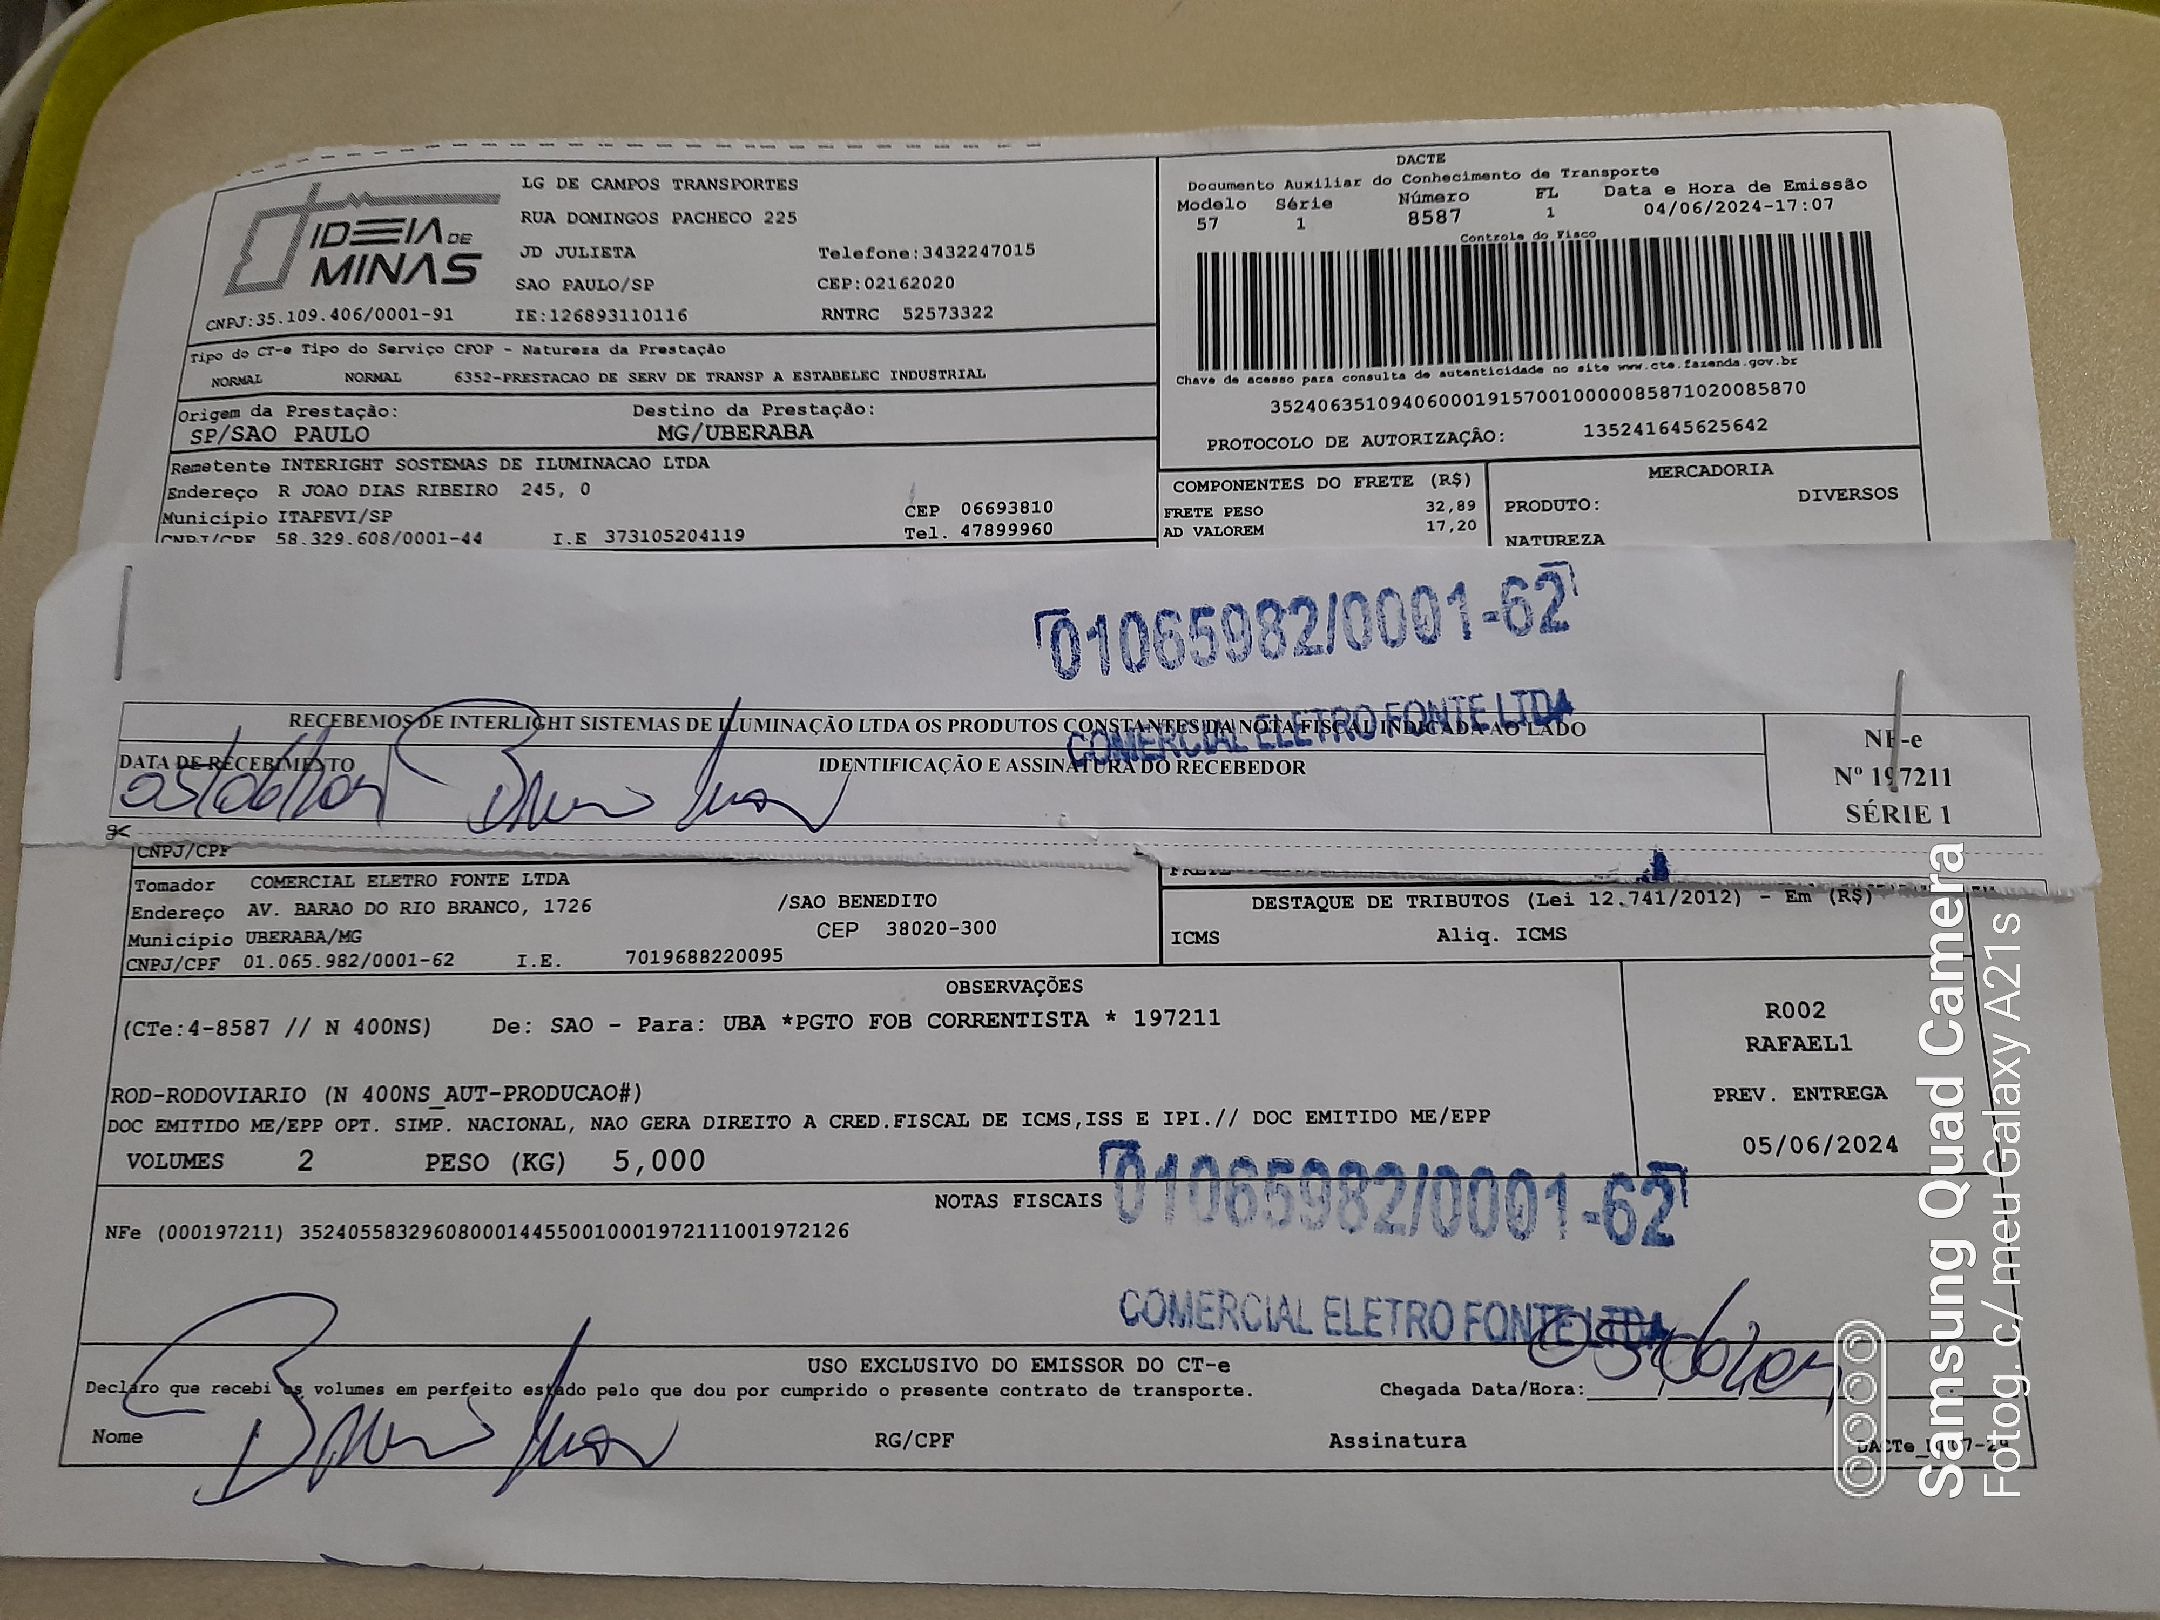 IDEIA DE MINAS
CNPJ:35.109.406/0001-91
LG DE CAMPOS TRANSPORTES
RUA DOMINGOS PACHECO 225
JD JULIETA Telefone:3432247015
SAO PAULO/SP CEP:02162020
IE:126893110116 RNTRC 52573322
DACTE
Documento Auxiliar do Conhecimento de Transporte
Modelo Série Número FL Data e Hora de Emissão
57 1 8587 1 04/06/2024-17:07
Controle do Fisco
Chave de acesso para consulta de autenticidade no site www.cte.fazenda.gov.br
35240635109406000191570010000085871020085870
PROTOCOLO DE AUTORIZAÇÃO: 135241645625642
Tipo do CT-e Tipo do Serviço CFOP - Natureza da Prestação
NORMAL NORMAL 6352-PRESTACAO DE SERV DE TRANSP A ESTABELEC INDUSTRIAL
Origem da Prestação: Destino da Prestação:
SP/SAO PAULO MG/UBERABA
Remetente INTERIGHT SOSTEMAS DE ILUMINACAO LTDA
Endereço R JOAO DIAS RIBEIRO 245, 0
Município ITAPEVI/SP CEP 06693810
CNPJ/CPF 58.329.608/0001-44 I.E 373105204119 Tel. 47899960
COMPONENTES DO FRETE (R$)
FRETE PESO 32,89
AD VALOREM 17,20
MERCADORIA
PRODUTO: DIVERSOS
NATUREZA
01065982/0001-62
COMERCIAL ELETRO FONTE LTDA
RECEBEMOS DE INTERLIGHT SISTEMAS DE ILUMINAÇÃO LTDA OS PRODUTOS CONSTANTES DA NOTA FISCAL INDICADA AO LADO
DATA DE RECEBIMENTO IDENTIFICAÇÃO E ASSINATURA DO RECEBEDOR
NF-e
Nº 197211
SÉRIE 1
CNPJ/CPF
Tomador COMERCIAL ELETRO FONTE LTDA
Endereço AV. BARAO DO RIO BRANCO, 1726 /SAO BENEDITO
Município UBERABA/MG CEP 38020-300
CNPJ/CPF 01.065.982/0001-62 I.E. 7019688220095
FRETE
DESTAQUE DE TRIBUTOS (Lei 12.741/2012) - Em (R$)
ICMS Aliq. ICMS
OBSERVAÇÕES
(CTe:4-8587 // N 400NS) De: SAO - Para: UBA *PGTO FOB CORRENTISTA * 197211
ROD-RODOVIARIO (N 400NS_AUT-PRODUCAO#)
DOC EMITIDO ME/EPP OPT. SIMP. NACIONAL, NAO GERA DIREITO A CRED.FISCAL DE ICMS,ISS E IPI.// DOC EMITIDO ME/EPP
VOLUMES 2 PESO (KG) 5,000
R002
RAFAEL1
PREV. ENTREGA
05/06/2024
NOTAS FISCAIS
NFe (000197211) 35240558329608000144550010001972111001972126
01065982/0001-62
COMERCIAL ELETRO FONTE LTDA
USO EXCLUSIVO DO EMISSOR DO CT-e
Declaro que recebi os volumes em perfeito estado pelo que dou por cumprido o presente contrato de transporte. Chegada Data/Hora:
Nome RG/CPF Assinatura
Samsung Quad Camera
Fotog. c/ meu Galaxy A21s